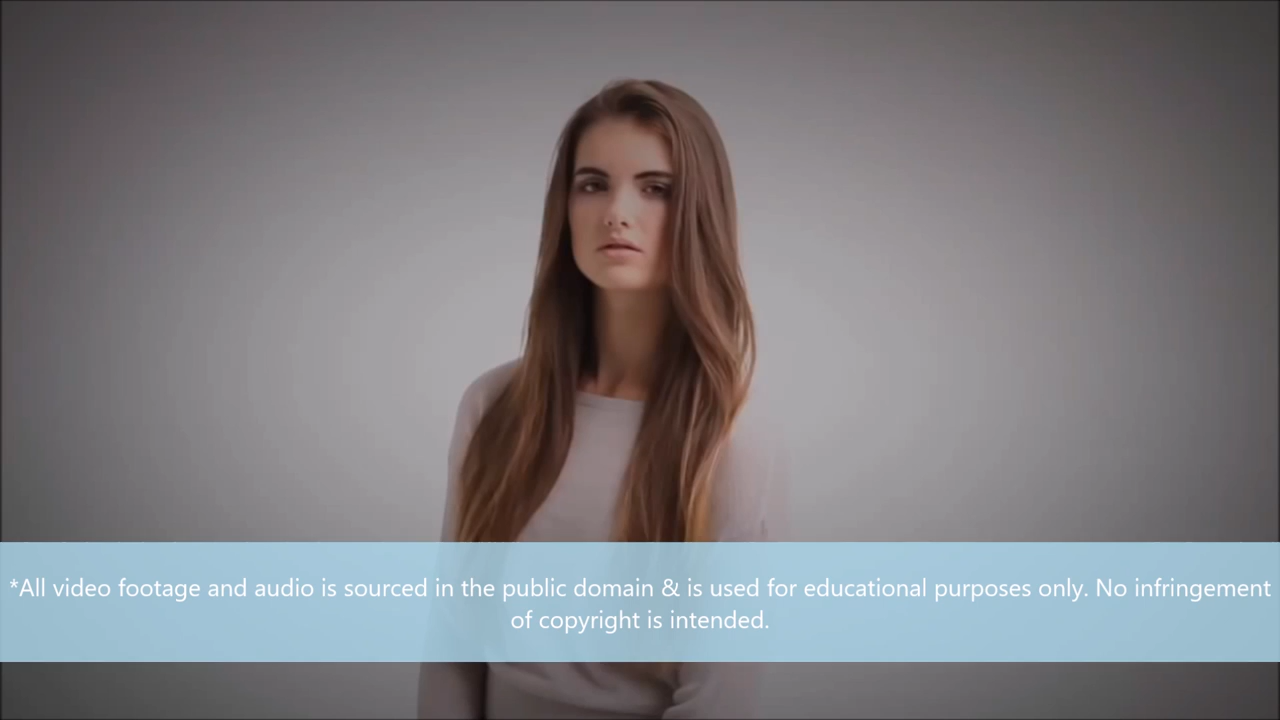 *All video footage and audio is sourced in the public domain & is used for educational purposes only. No infringement
of copyright is intended.